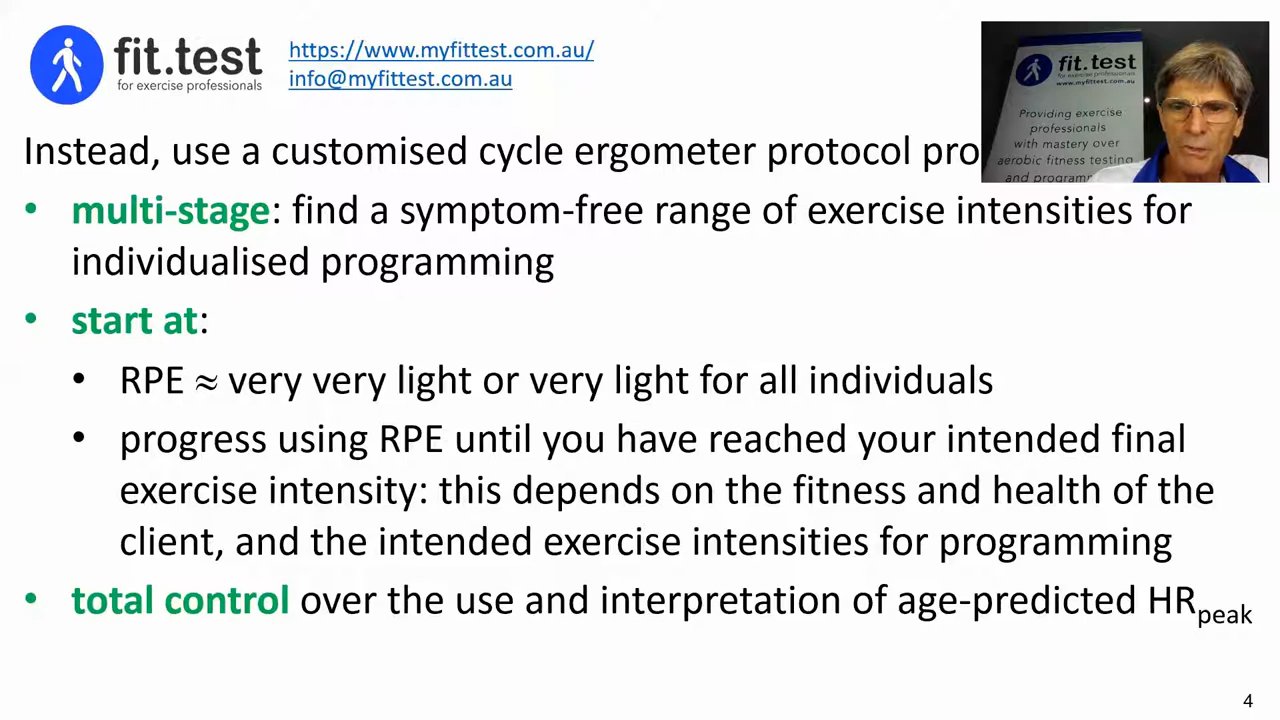 fit.test
for exercise professionals
https://www.myfittest.com.au/
info@myfittest.com.au
fit.test
for exercise professionals
www.myfittest.com.au
Providing exercise
professionals
with mastery over
aerobic fitness testing
and
Instead, use a customised cycle ergometer protocol
• multi-stage: find a symptom-free range of exercise intensities for
individualised programming
• start at:
• RPE ≈ very very light or very light for all individuals
• progress using RPE until you have reached your intended final
exercise intensity: this depends on the fitness and health of the
client, and the intended exercise intensities for programming
• total control over the use and interpretation of age-predicted HRpeak
4